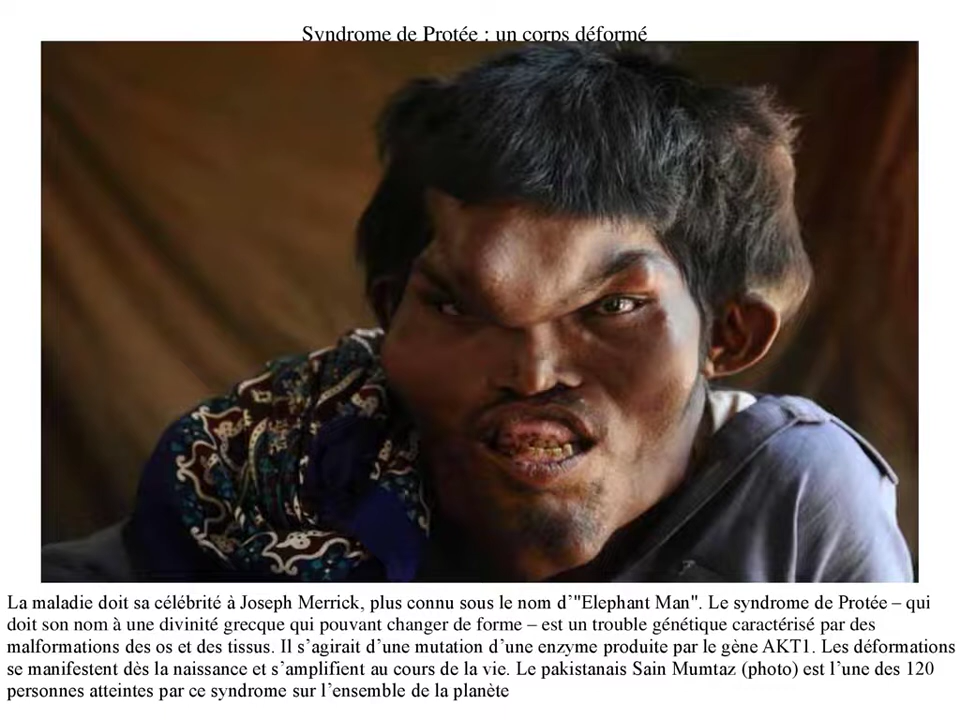 Syndrome de Protée : un corps déformé
La maladie doit sa célébrité à Joseph Merrick, plus connu sous le nom d’"Elephant Man". Le syndrome de Protée – qui
doit son nom à une divinité grecque qui pouvant changer de forme – est un trouble génétique caractérisé par des
malformations des os et des tissus. Il s’agirait d’une mutation d’une enzyme produite par le gène AKT1. Les déformations
se manifestent dès la naissance et s’amplifient au cours de la vie. Le pakistanais Sain Mumtaz (photo) est l’une des 120
personnes atteintes par ce syndrome sur l’ensemble de la planète